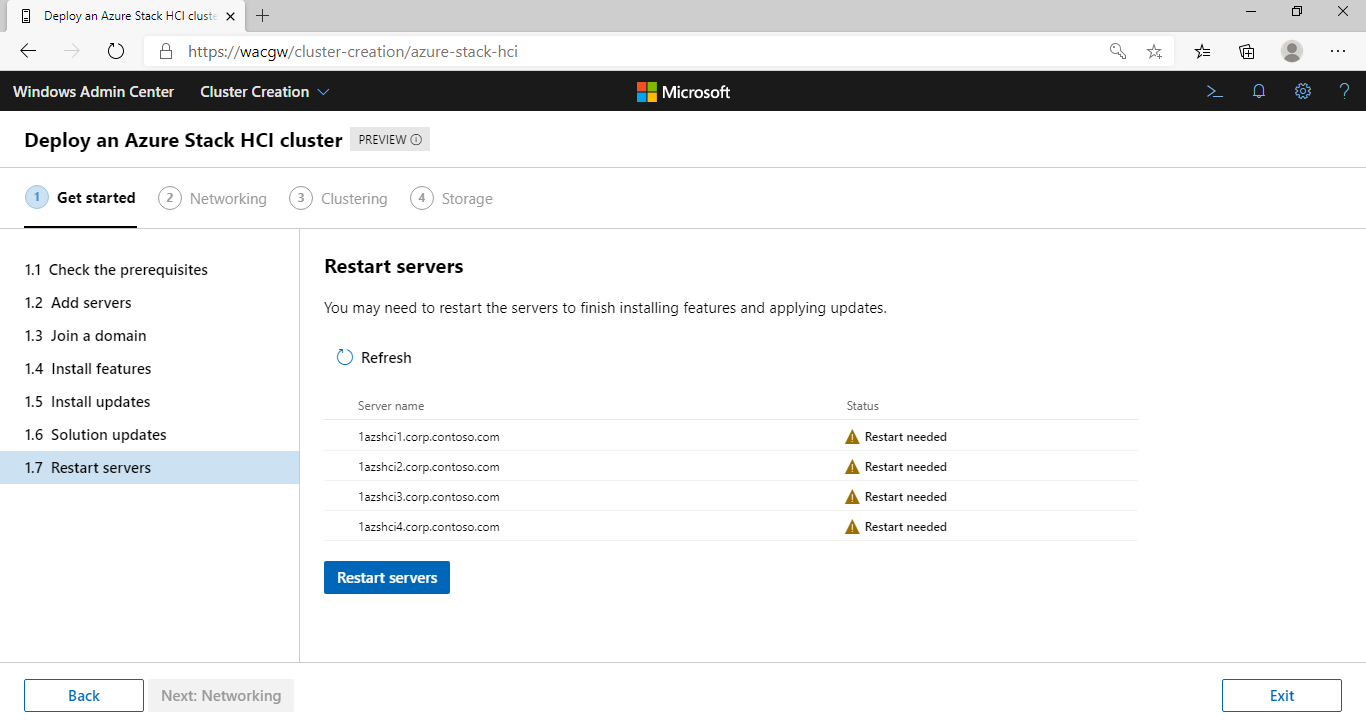 Deploy an Azure Stack HCI cluste
https://wacgw/cluster-creation/azure-stack-hci
Windows Admin Center Cluster Creation Microsoft
Deploy an Azure Stack HCI cluster PREVIEW
1 Get started 2 Networking 3 Clustering 4 Storage
1.1 Check the prerequisites
1.2 Add servers
1.3 Join a domain
1.4 Install features
1.5 Install updates
1.6 Solution updates
1.7 Restart servers
Restart servers
You may need to restart the servers to finish installing features and applying updates.
Refresh
Server name Status
1azshci1.corp.contoso.com Restart needed
1azshci2.corp.contoso.com Restart needed
1azshci3.corp.contoso.com Restart needed
1azshci4.corp.contoso.com Restart needed
Restart servers
Back Next: Networking Exit